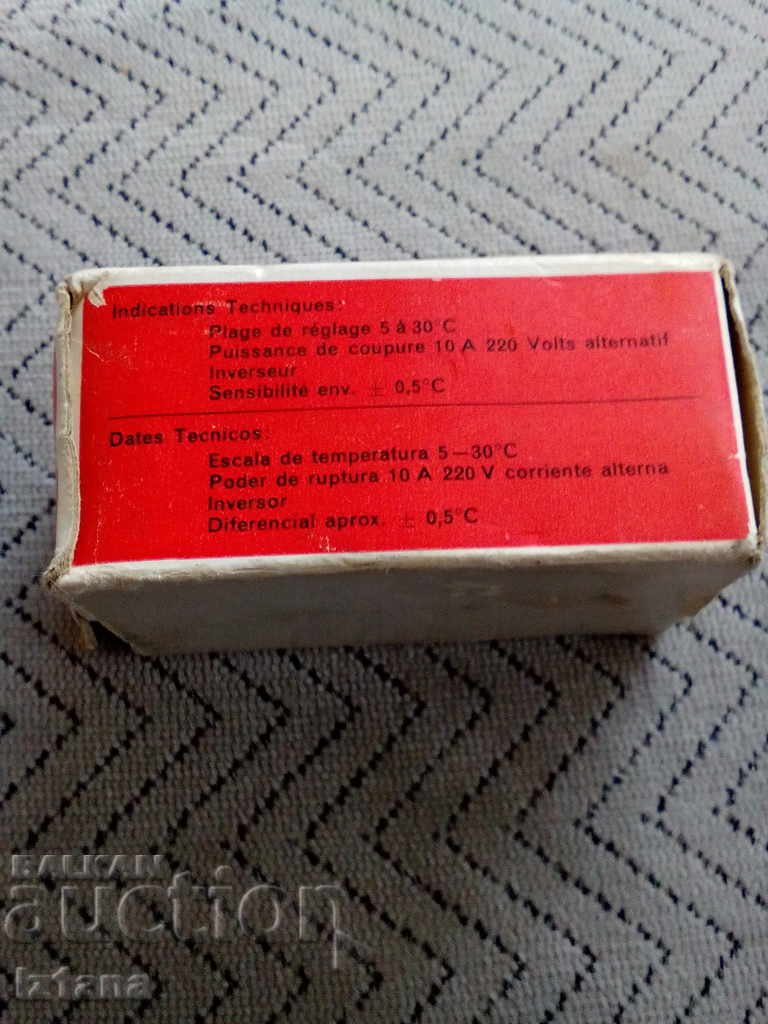 Indications Techniques:
Plage de réglage 5 à 30°C
Puissance de coupure 10 A 220 Volts alternatif
Inverseur
Sensibilité env. ± 0,5°C
Dates Tecnicos:
Escala de temperatura 5—30°C
Poder de ruptura 10 A 220 V corriente alterna
Inversor
Diferencial aprox. ± 0,5°C
BALKAN
auction
Iztana